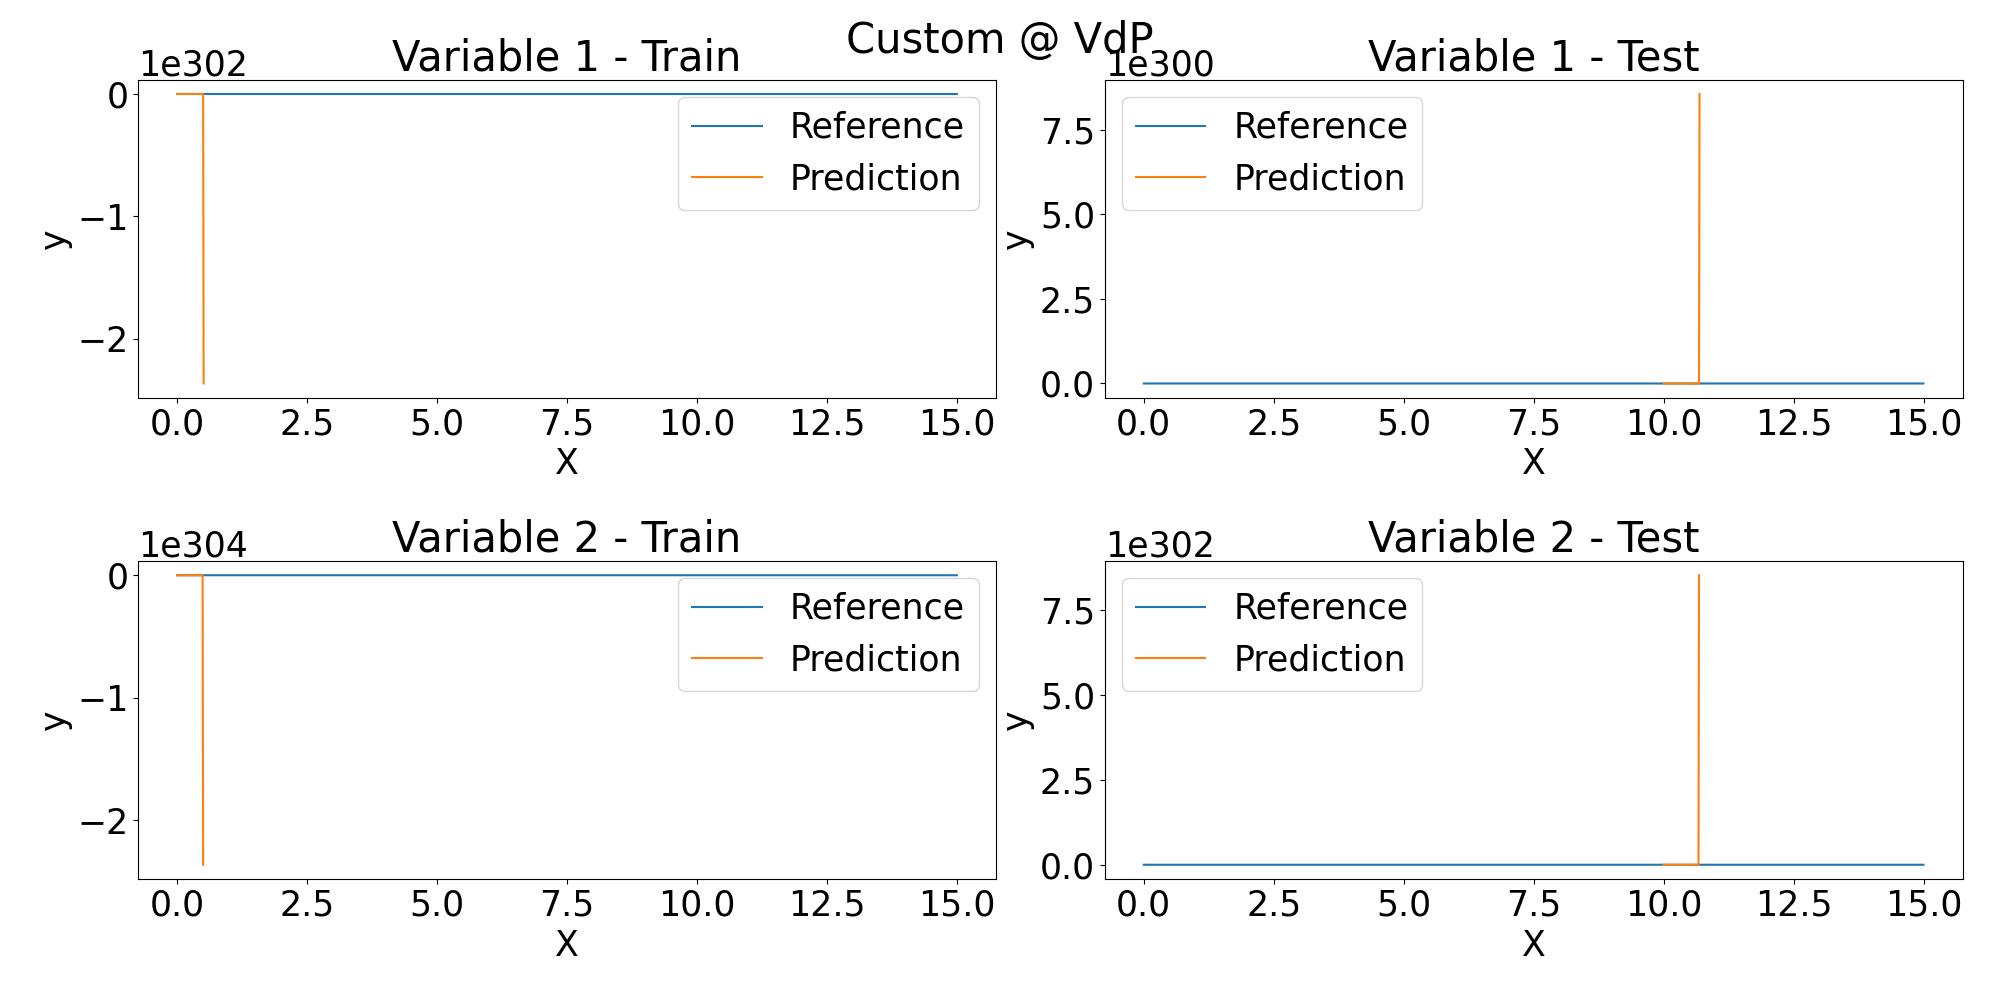 Custom @ VdP
Variable 1 - Train
1e302
0
−1
−2
y
Reference
Prediction
0.0 2.5 5.0 7.5 10.0 12.5 15.0
X
Variable 1 - Test
1e300
7.5
5.0
2.5
0.0
y
Reference
Prediction
0.0 2.5 5.0 7.5 10.0 12.5 15.0
X
Variable 2 - Train
1e304
0
−1
−2
y
Reference
Prediction
0.0 2.5 5.0 7.5 10.0 12.5 15.0
X
Variable 2 - Test
1e302
7.5
5.0
2.5
0.0
y
Reference
Prediction
0.0 2.5 5.0 7.5 10.0 12.5 15.0
X